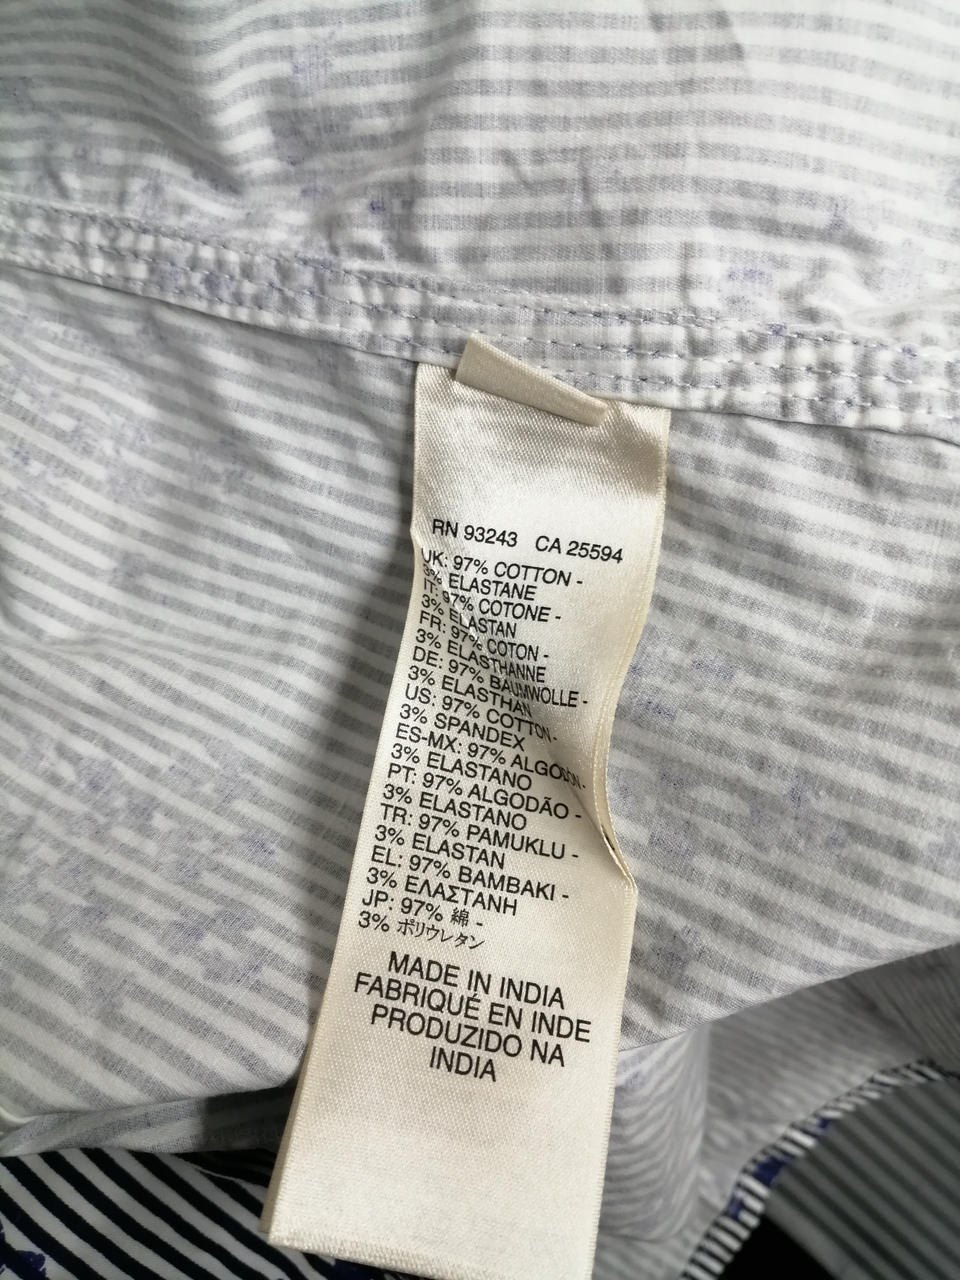 RN 93243 CA 25594
UK: 97% COTTON -
3% ELASTANE
IT: 97% COTONE -
3% ELASTAN
FR: 97% COTON -
3% ELASTHANNE
DE: 97% BAUMWOLLE -
3% ELASTHAN
US: 97% COTTON -
3% SPANDEX
ES-MX: 97% ALGODON -
3% ELASTANO
PT: 97% ALGODÃO -
3% ELASTANO
TR: 97% PAMUKLU -
3% ELASTAN
EL: 97% BAMBAKI -
3% ΕΛΑΣΤΑΝΗ
JP: 97% 綿 -
3% ポリウレタン
MADE IN INDIA
FABRIQUÉ EN INDE
PRODUZIDO NA
INDIA